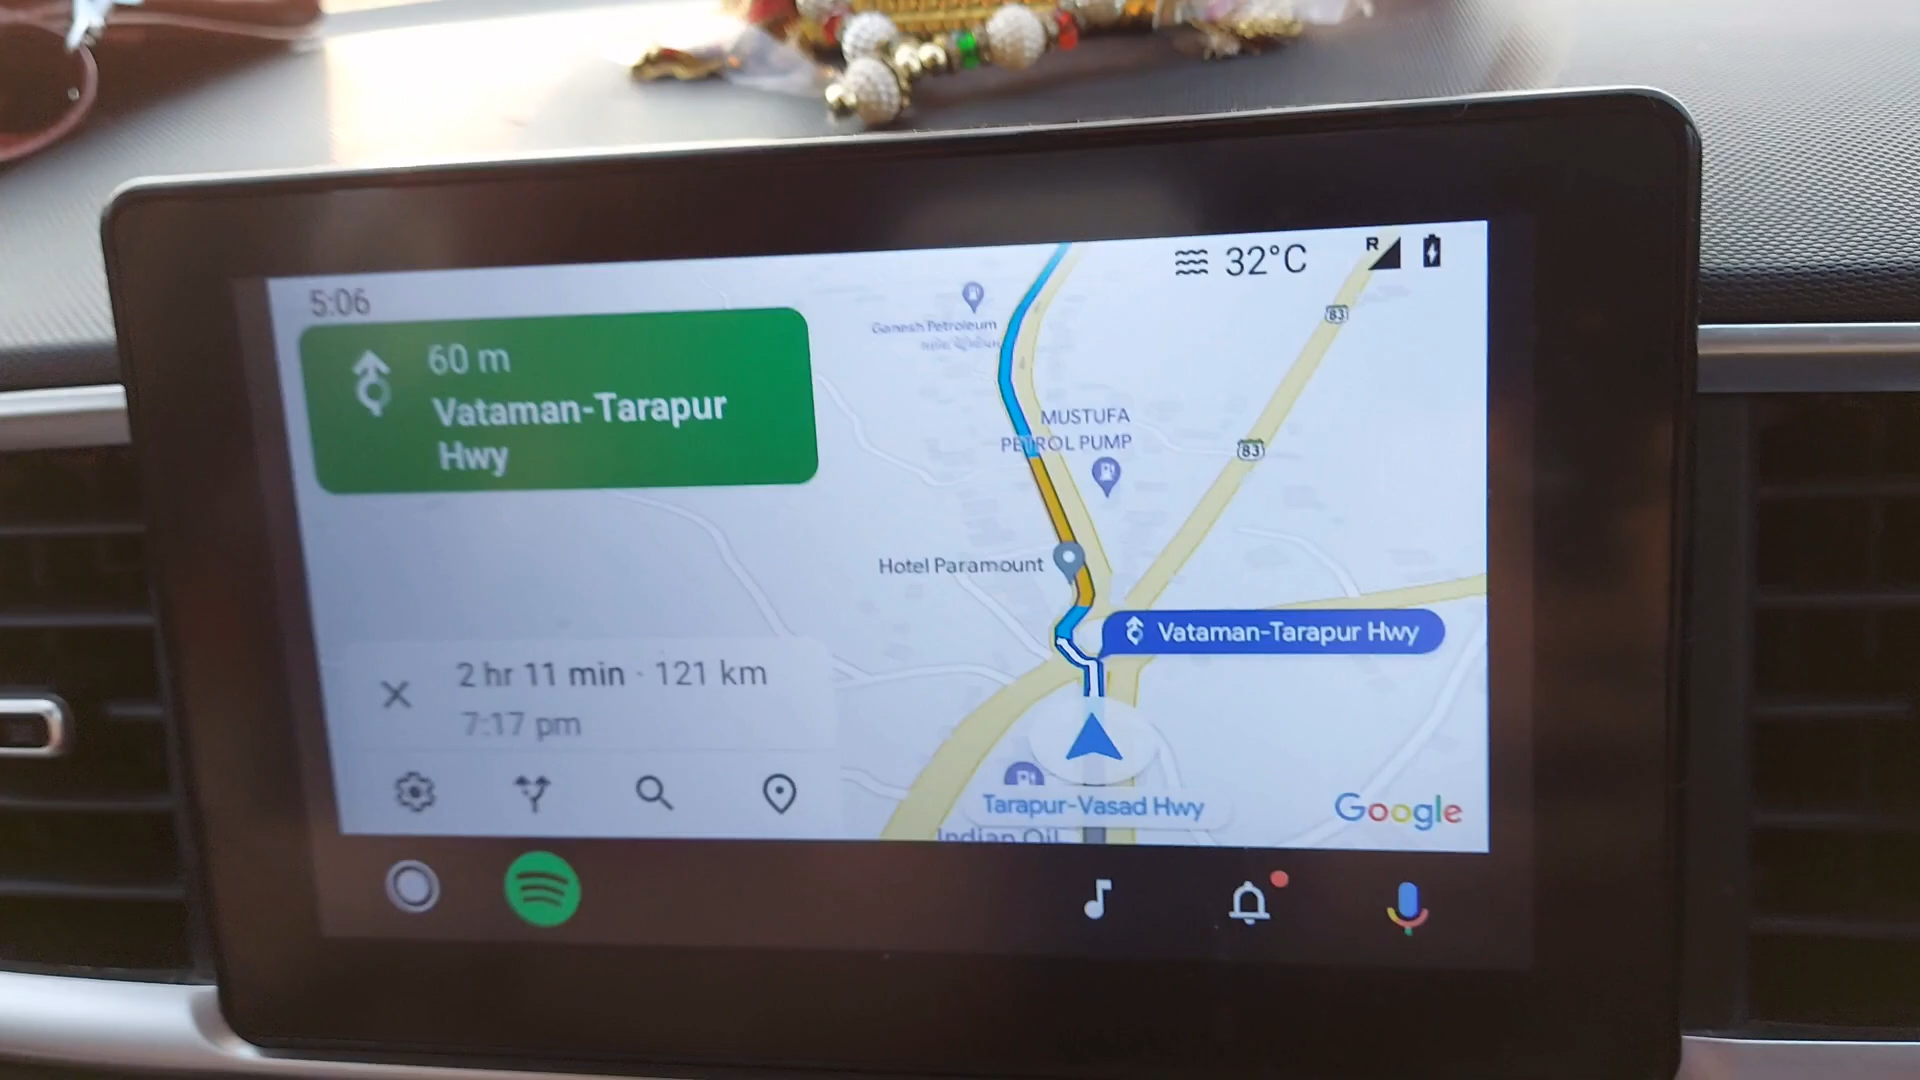 5:06
32°C
R
60 m
Vataman-Tarapur
Hwy
Ganesh Petroleum
83
MUSTUFA
PETROL PUMP
83
Hotel Paramount
Vataman-Tarapur Hwy
2 hr 11 min · 121 km
7:17 pm
Tarapur-Vasad Hwy
Indian Oil
Google